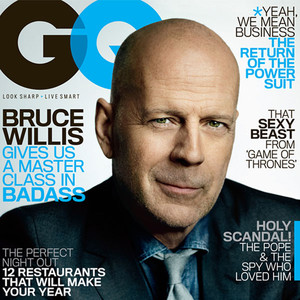 GQ
LOOK SHARP • LIVE SMART
*YEAH,
WE MEAN
BUSINESS
THE
RETURN
OF THE
POWER
SUIT
BRUCE
WILLIS
GIVES US
A MASTER
CLASS IN
BADASS
THAT
SEXY
BEAST
FROM
'GAME OF
THRONES'
THE PERFECT
NIGHT OUT
12 RESTAURANTS
THAT WILL MAKE
YOUR YEAR
HOLY
SCANDAL!
THE POPE
& THE
SPY WHO
LOVED HIM